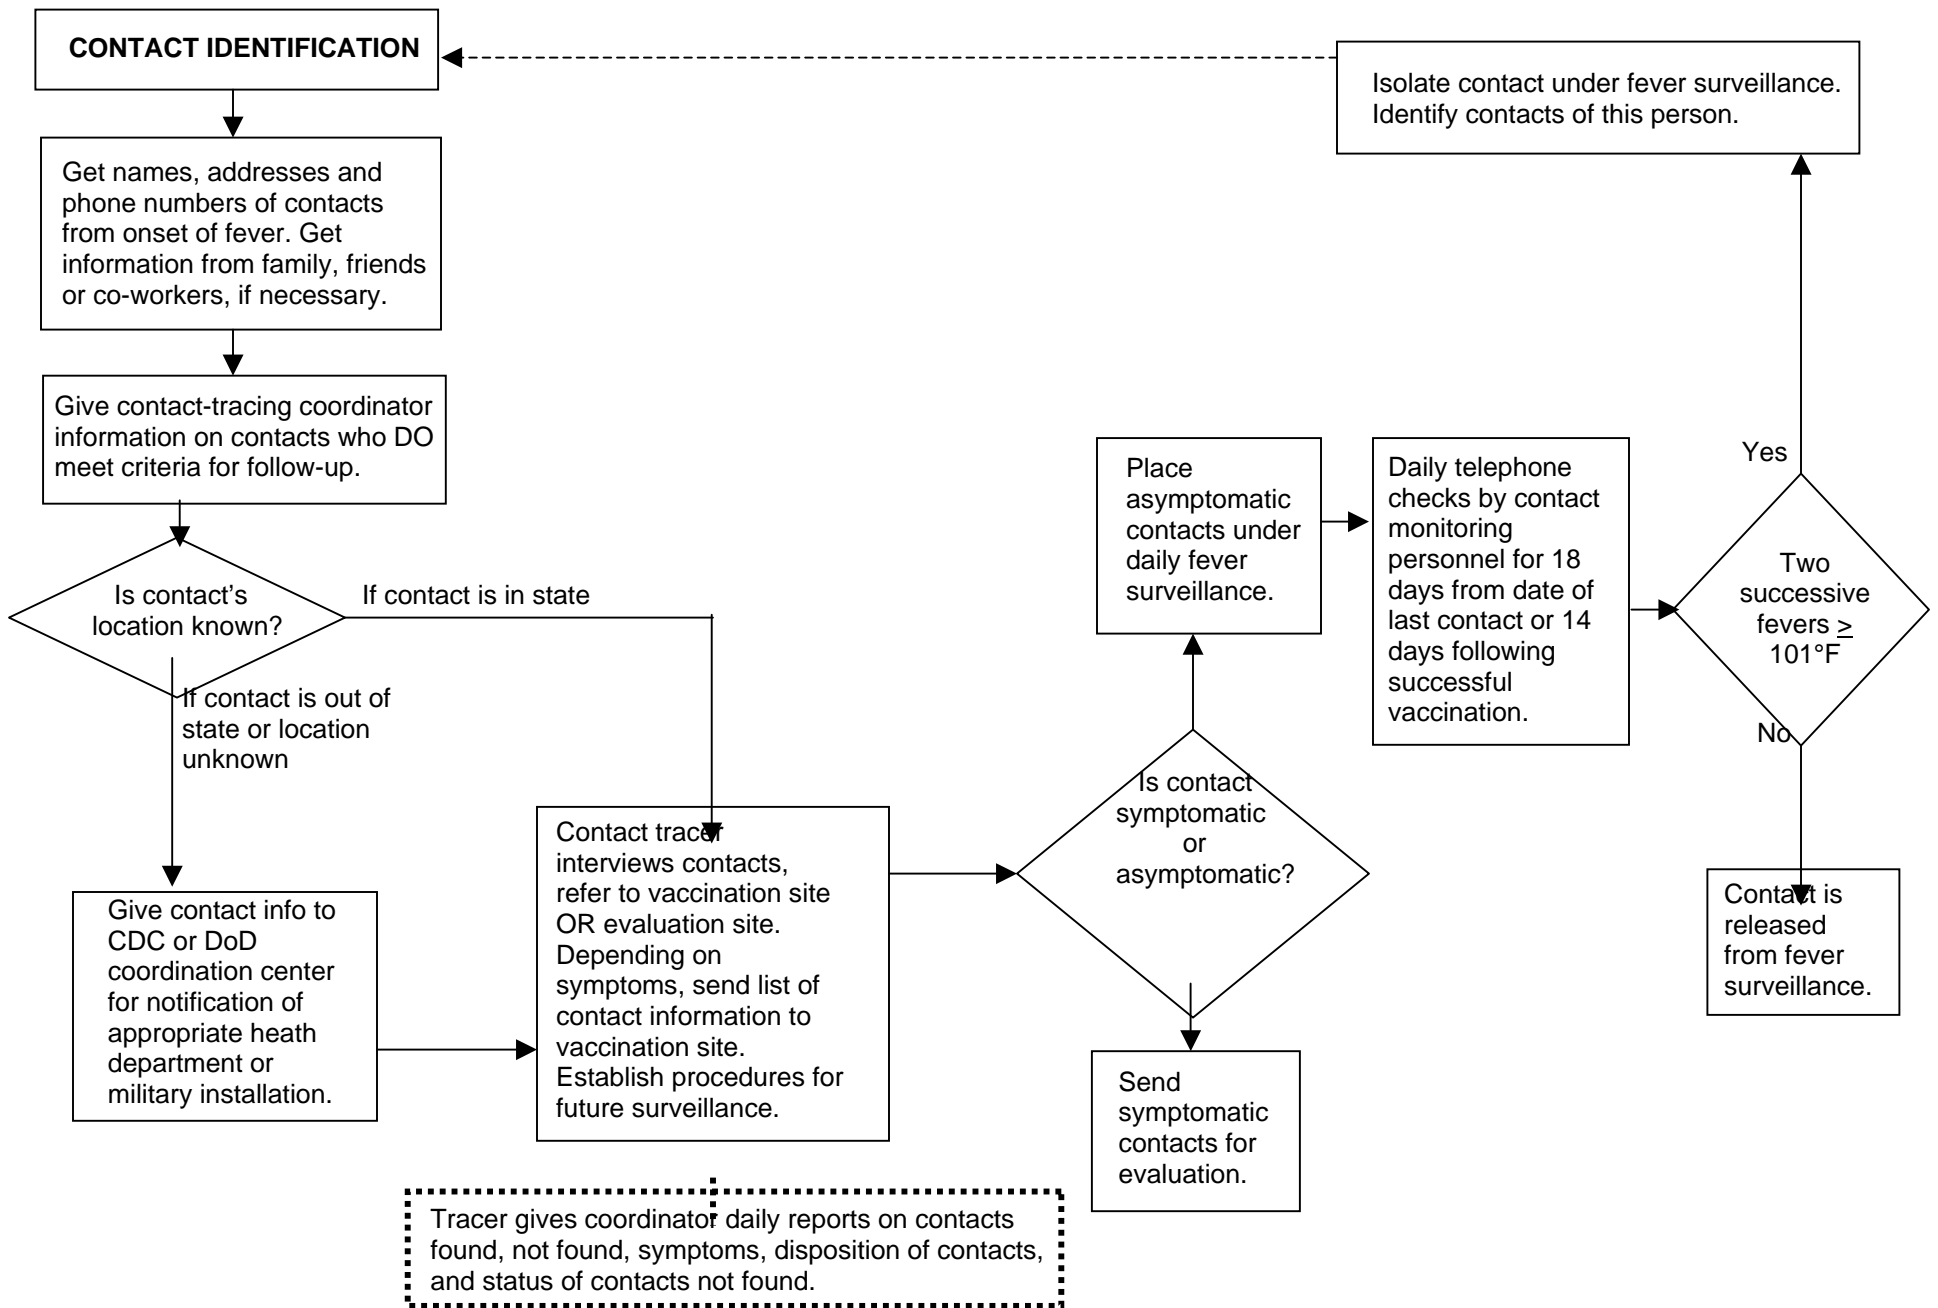 CONTACT IDENTIFICATION
Isolate contact under fever surveillance.
Identify contacts of this person.
Get names, addresses and
phone numbers of contacts
from onset of fever. Get
information from family, friends
or co-workers, if necessary.
Give contact-tracing coordinator
information on contacts who DO
meet criteria for follow-up.
Is contact’s
location known?
If contact is in state
If contact is out of
state or location
unknown
Give contact info to
CDC or DoD
coordination center
for notification of
appropriate heath
department or
military installation.
Contact tracer
interviews contacts,
refer to vaccination site
OR evaluation site.
Depending on
symptoms, send list of
contact information to
vaccination site.
Establish procedures for
future surveillance.
Tracer gives coordinator daily reports on contacts
found, not found, symptoms, disposition of contacts,
and status of contacts not found.
Is contact
symptomatic
or
asymptomatic?
Place
asymptomatic
contacts under
daily fever
surveillance.
Send
symptomatic
contacts for
evaluation.
Daily telephone
checks by contact
monitoring
personnel for 18
days from date of
last contact or 14
days following
successful
vaccination.
Yes
Two
successive
fevers ≥
101°F
No
Contact is
released
from fever
surveillance.